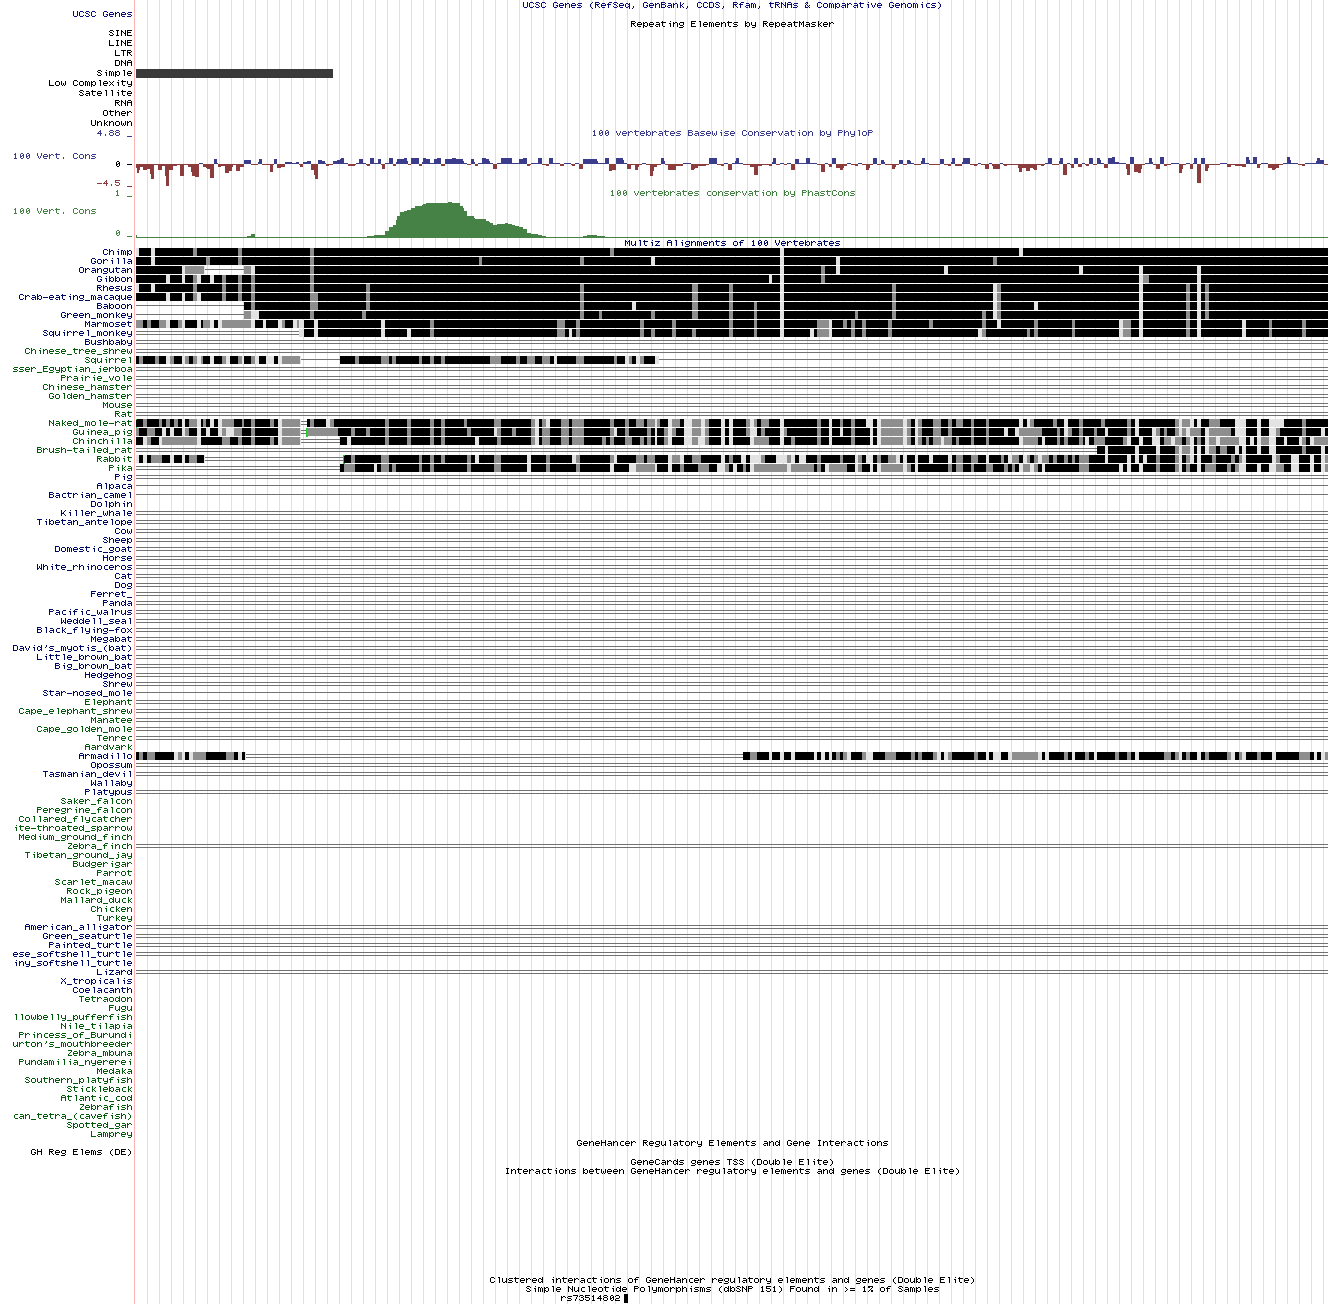 UCSC Genes (RefSeq, GenBank, CCDS, Rfam, tRNAs & Comparative Genomics)
UCSC Genes
Repeating Elements by RepeatMasker
SINE
LINE
LTR
DNA
Simple
Low Complexity
Satellite
RNA
Other
Unknown
4.88 _
100 vertebrates Basewise Conservation by PhyloP
100 Vert. Cons
0 _
-4.5 _
100 vertebrates conservation by PhastCons
1 _
100 Vert. Cons
0 _
Multiz Alignments of 100 Vertebrates
Chimp
Gorilla
Orangutan
Gibbon
Rhesus
Crab-eating_macaque
Baboon
Green_monkey
Marmoset
Squirrel_monkey
Bushbaby
Chinese_tree_shrew
Squirrel
sser_Egyptian_jerboa
Prairie_vole
Chinese_hamster
Golden_hamster
Mouse
Rat
Naked_mole-rat
Guinea_pig
Chinchilla
Brush-tailed_rat
Rabbit
Pika
Pig
Alpaca
Bactrian_camel
Dolphin
Killer_whale
Tibetan_antelope
Cow
Sheep
Domestic_goat
Horse
White_rhinoceros
Cat
Dog
Ferret_
Panda
Pacific_walrus
Weddell_seal
Black_flying-fox
Megabat
David's_myotis_(bat)
Little_brown_bat
Big_brown_bat
Hedgehog
Shrew
Star-nosed_mole
Elephant
Cape_elephant_shrew
Manatee
Cape_golden_mole
Tenrec
Aardvark
Armadillo
Opossum
Tasmanian_devil
Wallaby
Platypus
Saker_falcon
Peregrine_falcon
Collared_flycatcher
ite-throated_sparrow
Medium_ground_finch
Zebra_finch
Tibetan_ground_jay
Budgerigar
Parrot
Scarlet_macaw
Rock_pigeon
Mallard_duck
Chicken
Turkey
American_alligator
Green_seaturtle
Painted_turtle
ese_softshell_turtle
iny_softshell_turtle
Lizard
X_tropicalis
Coelacanth
Tetraodon
Fugu
llowbelly_pufferfish
Nile_tilapia
Princess_of_Burundi
urton's_mouthbreeder
Zebra_mbuna
Pundamilia_nyererei
Medaka
Southern_platyfish
Stickleback
Atlantic_cod
Zebrafish
can_tetra_(cavefish)
Spotted_gar
Lamprey
GeneHancer Regulatory Elements and Gene Interactions
GH Reg Elems (DE)
GeneCards genes TSS (Double Elite)
Interactions between GeneHancer regulatory elements and genes (Double Elite)
Clustered interactions of GeneHancer regulatory elements and genes (Double Elite)
Simple Nucleotide Polymorphisms (dbSNP 151) Found in >= 1% of Samples
rs73514802